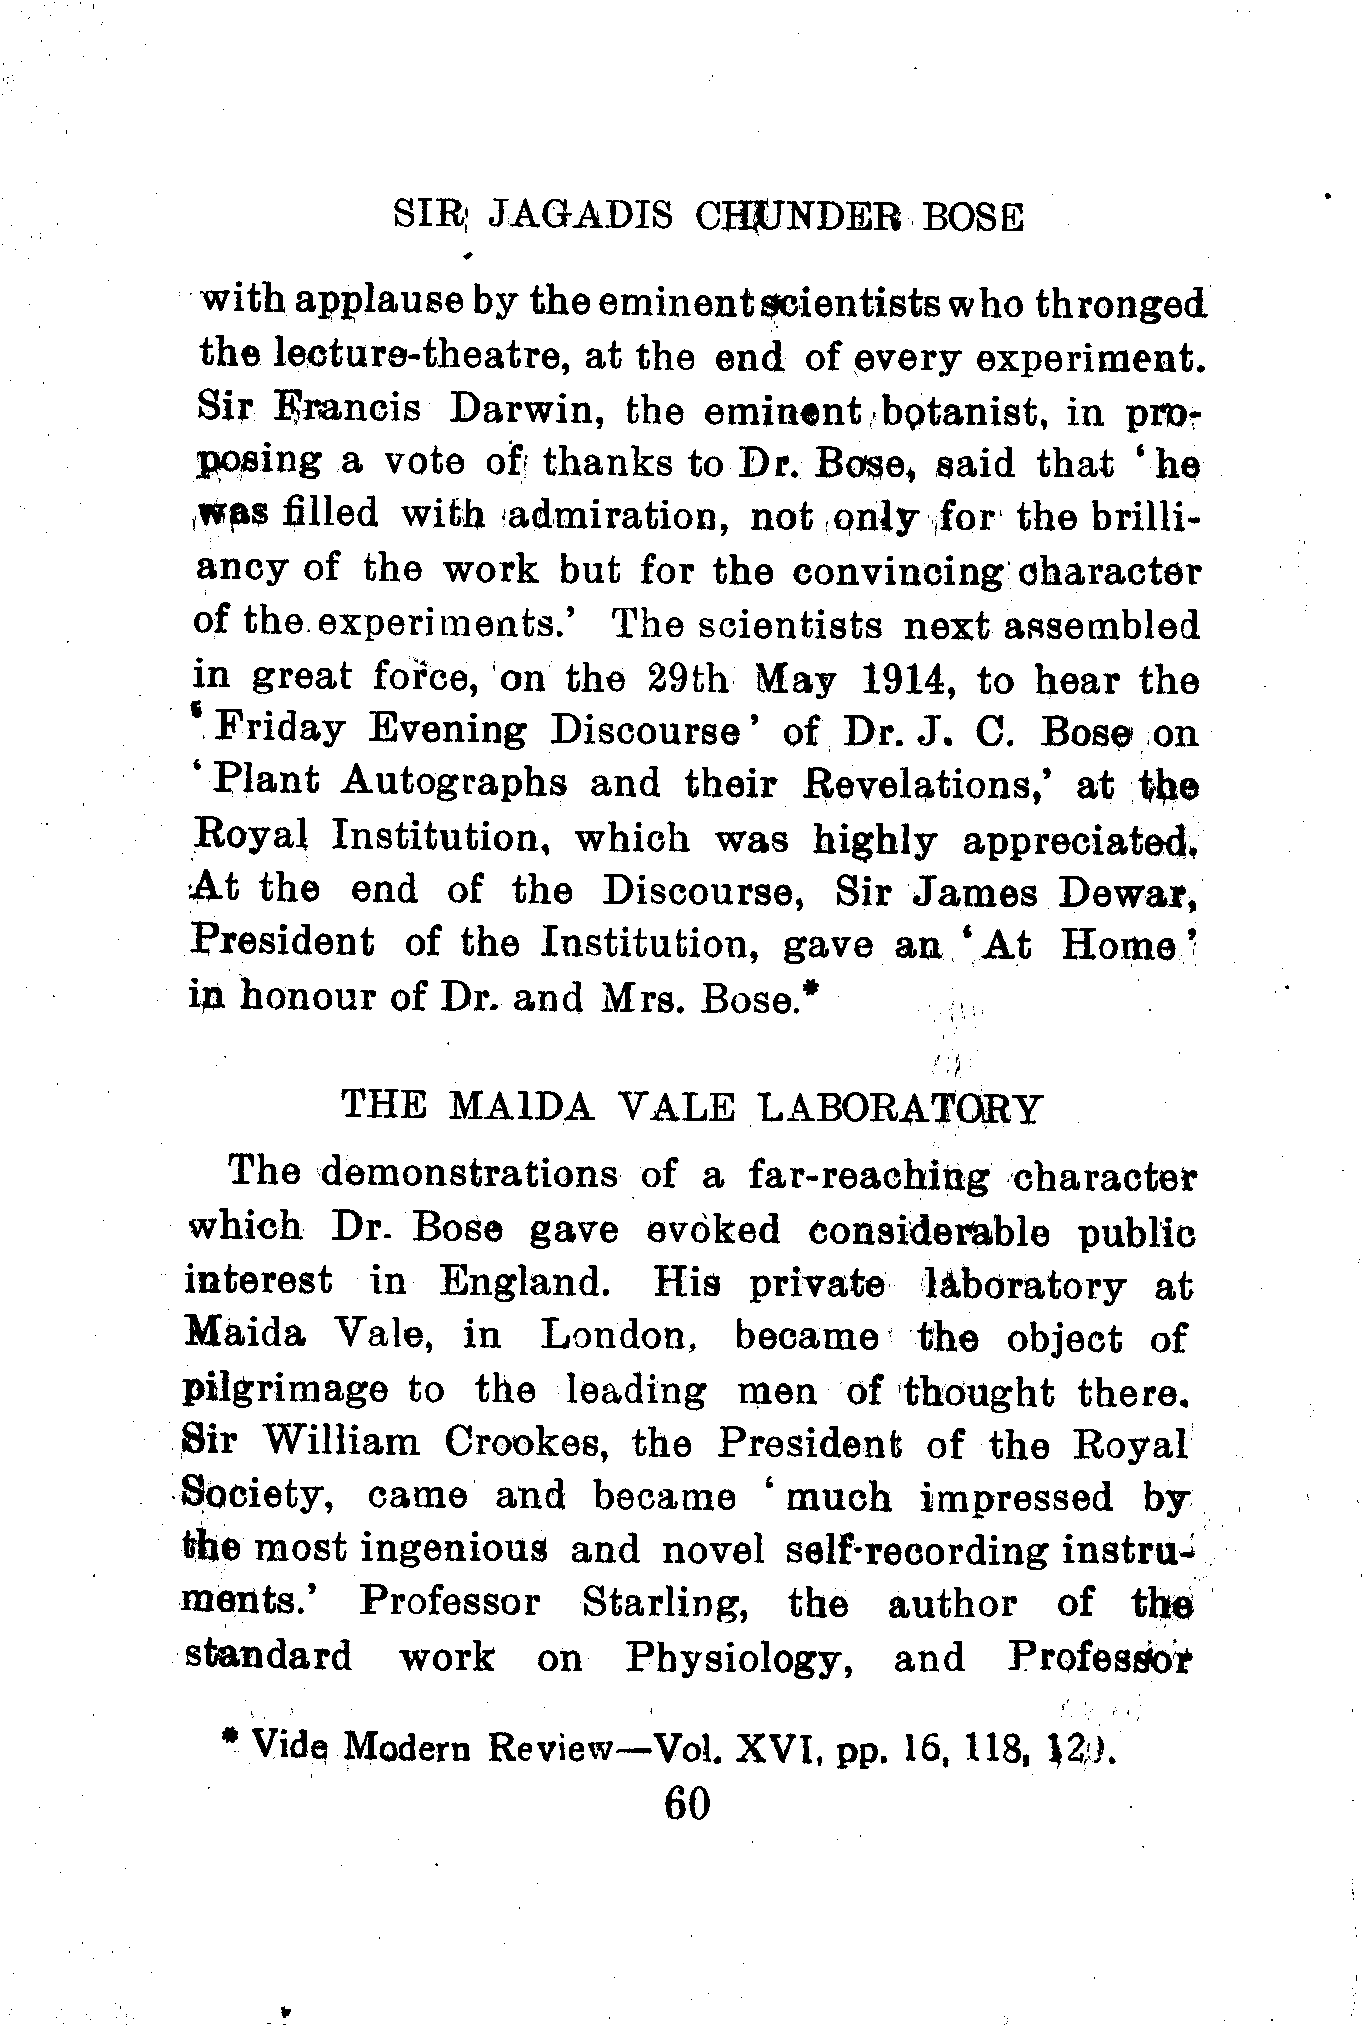 SIR JAGADIS CHUNDER BOSE
with applause by the eminent scientists who thronged
the lecture-theatre, at the end of every experiment.
Sir Francis Darwin, the eminent botanist, in pro-
posing a vote of thanks to Dr. Bose, said that ‘he
was filled with admiration, not only for the brilli-
ancy of the work but for the convincing character
of the experiments.’ The scientists next assembled
in great force, on the 29th May 1914, to hear the
‘Friday Evening Discourse’ of Dr. J. C. Bose on
‘Plant Autographs and their Revelations,’ at the
Royal Institution, which was highly appreciated.
At the end of the Discourse, Sir James Dewar,
President of the Institution, gave an ‘At Home’
in honour of Dr. and Mrs. Bose.*
THE MAIDA VALE LABORATORY
The demonstrations of a far-reaching character
which Dr. Bose gave evoked considerable public
interest in England. His private laboratory at
Maida Vale, in London, became the object of
pilgrimage to the leading men of thought there.
Sir William Crookes, the President of the Royal
Society, came and became ‘much impressed by
the most ingenious and novel self-recording instru-
ments.’ Professor Starling, the author of the
standard work on Physiology, and Professor
* Vide Modern Review—Vol. XVI, pp. 16, 118,
60